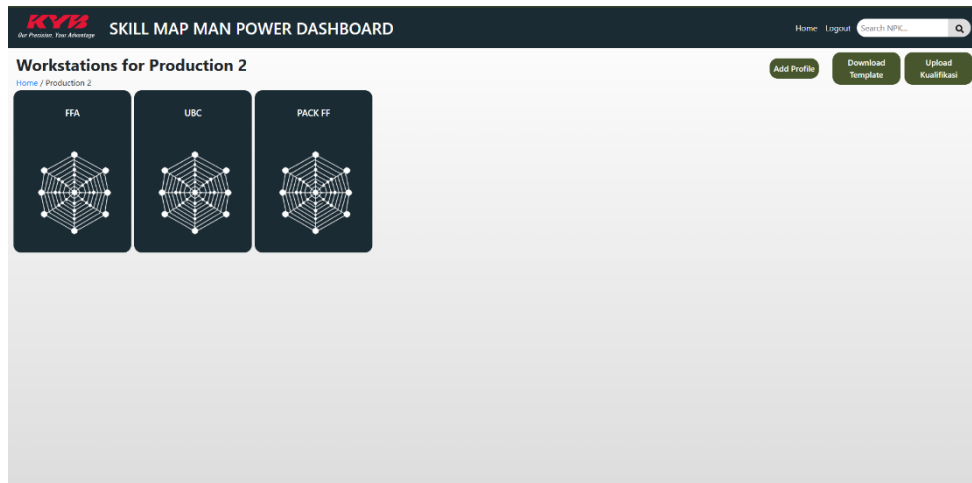 KYB
Our Precision, Your Advantage
SKILL MAP MAN POWER DASHBOARD
Home Logout Search NPK...
Workstations for Production 2
Home / Production 2
Add Profile
Download
Template
Upload
Kualifikasi
FFA
UBC
PACK FF